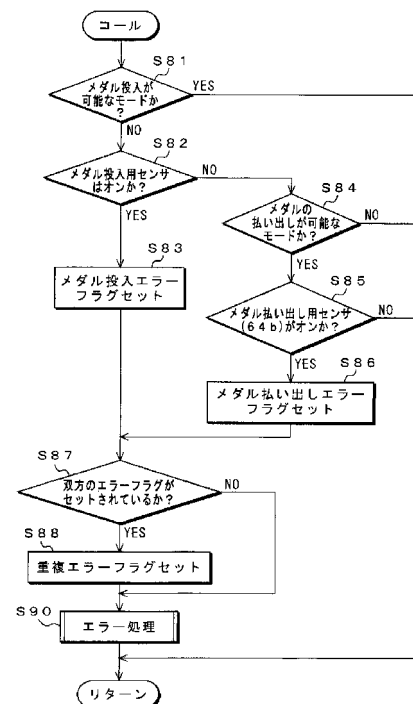 コール
S81
メダル投入が
可能なモードか
?
YES
NO
S82
メダル投入用センサ
はオンか?
NO
YES
S84
メダルの
払い出しが可能な
モードか?
NO
YES
S83
メダル投入エラー
フラグセット
S85
メダル払い出し用センサ
(64b)がオンか?
NO
YES
S86
メダル払い出しエラー
フラグセット
S87
双方のエラーフラグが
セットされているか?
NO
YES
S88
重複エラーフラグセット
S90
エラー処理
リターン